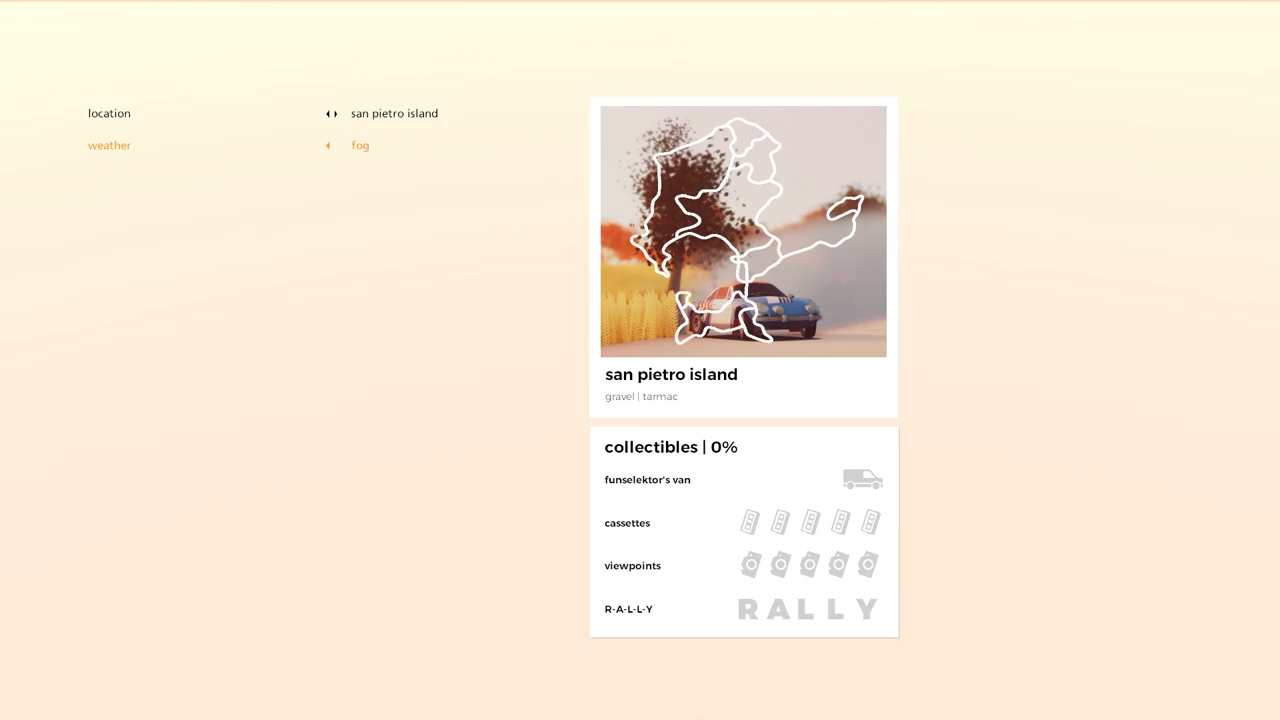 location san pietro island
weather fog
san pietro island
gravel | tarmac
collectibles | 0%
funselektor's van
cassettes
viewpoints
R-A-L-L-Y RALLY